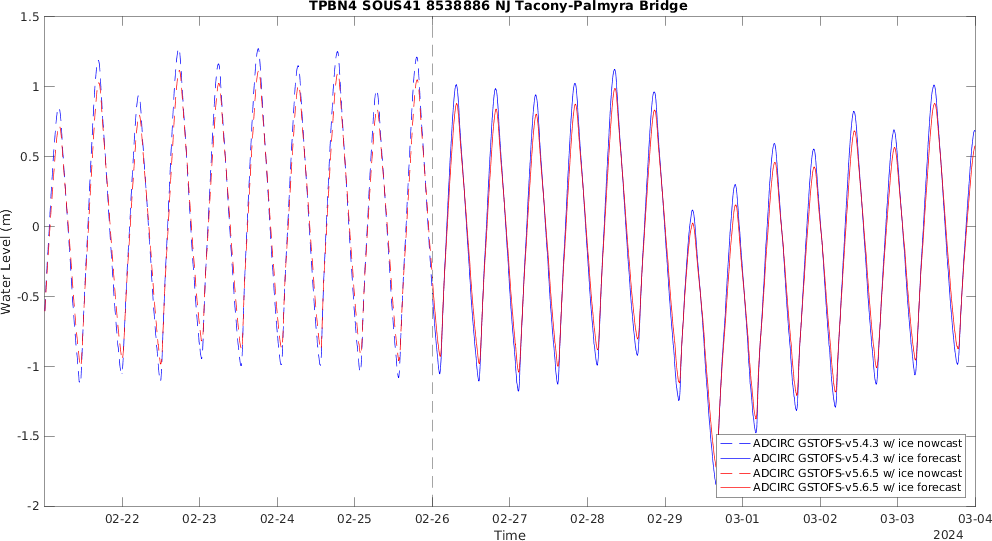 TPBN4 SOUS41 8538886 NJ Tacony-Palmyra Bridge
1.5
1
0.5
0
-0.5
-1
-1.5
-2
Water Level (m)
ADCIRC GSTOFS-v5.4.3 w/ ice nowcast
ADCIRC GSTOFS-v5.4.3 w/ ice forecast
ADCIRC GSTOFS-v5.6.5 w/ ice nowcast
ADCIRC GSTOFS-v5.6.5 w/ ice forecast
02-22 02-23 02-24 02-25 02-26 02-27 02-28 02-29 03-01 03-02 03-03 03-04
Time
2024